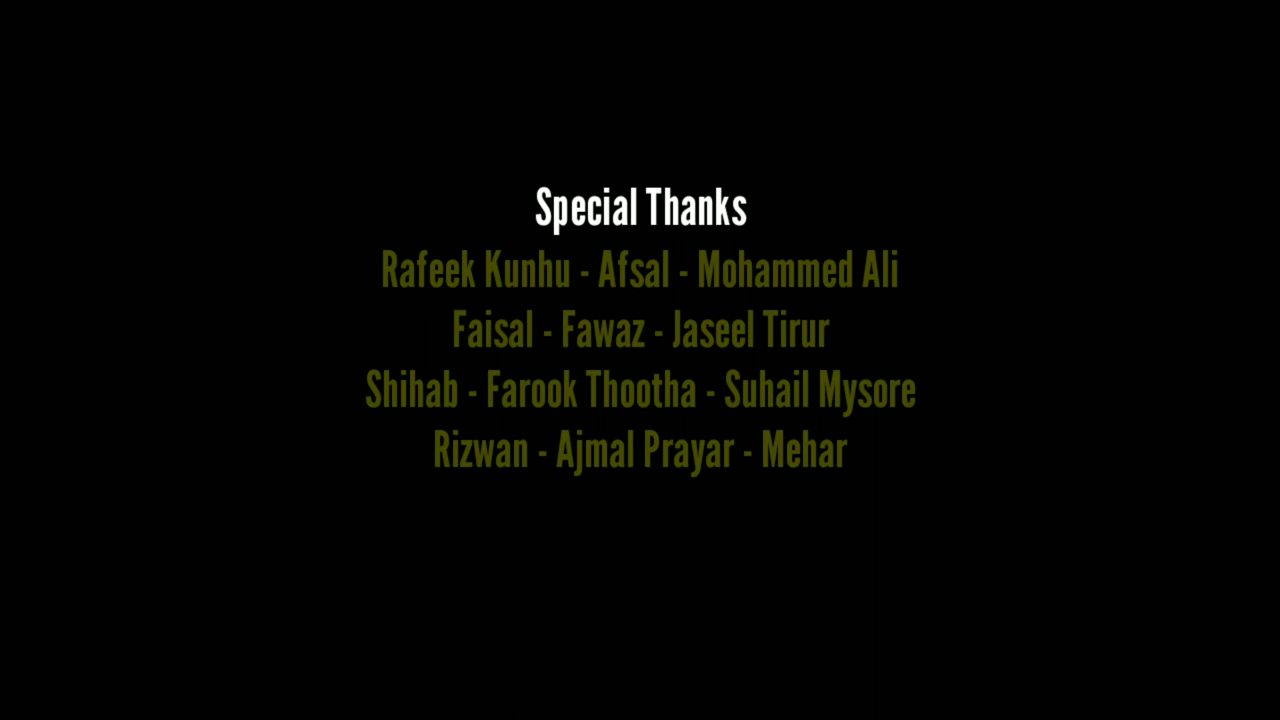 Special Thanks
Rafeek Kunhu - Afsal - Mohammed Ali
Faisal - Fawaz - Jaseel Tirur
Shihab - Farook Thootha - Suhail Mysore
Rizwan - Ajmal Prayar - Mehar